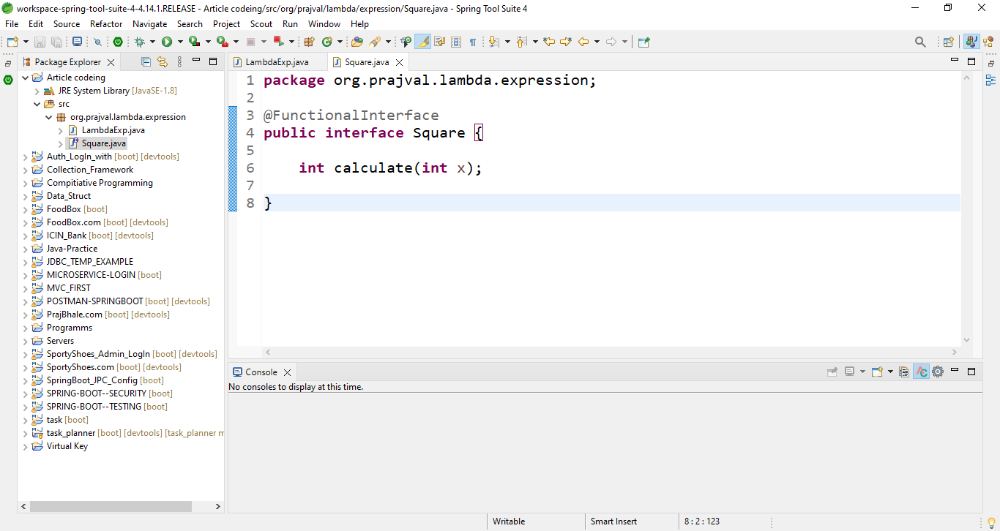 workspace-spring-tool-suite-4-4.14.1.RELEASE - Article codeing/src/org/prajval/lambda/expression/Square.java - Spring Tool Suite 4
File Edit Source Refactor Navigate Search Project Scout Run Window Help
Package Explorer
LambdaExp.java Square.java
Article codeing
JRE System Library [JavaSE-1.8]
src
org.prajval.lambda.expression
LambdaExp.java
Square.java
Auth_LogIn_with [boot] [devtools]
Collection_Framework
Compitiative Programming
Data_Struct
FoodBox [boot]
FoodBox.com [boot] [devtools]
ICIN_Bank [boot] [devtools]
Java-Practice
JDBC_TEMP_EXAMPLE
MICROSERVICE-LOGIN [boot]
MVC_FIRST
POSTMAN-SPRINGBOOT [boot] [devtools]
PrajBhale.com [boot] [devtools]
Programms
Servers
SportyShoes_Admin_LogIn [boot] [devtools]
SportyShoes.com [boot] [devtools]
SpringBoot_JPC_Config [boot]
SPRING-BOOT--SECURITY [boot]
SPRING-BOOT--TESTING [boot]
task [boot]
task_planner [boot] [devtools] [task_planner m
Virtual Key
1 package org.prajval.lambda.expression;
2
3 @FunctionalInterface
4 public interface Square {
5
6 int calculate(int x);
7
8 }
Console
No consoles to display at this time.
Writable Smart Insert 8 : 2 : 123